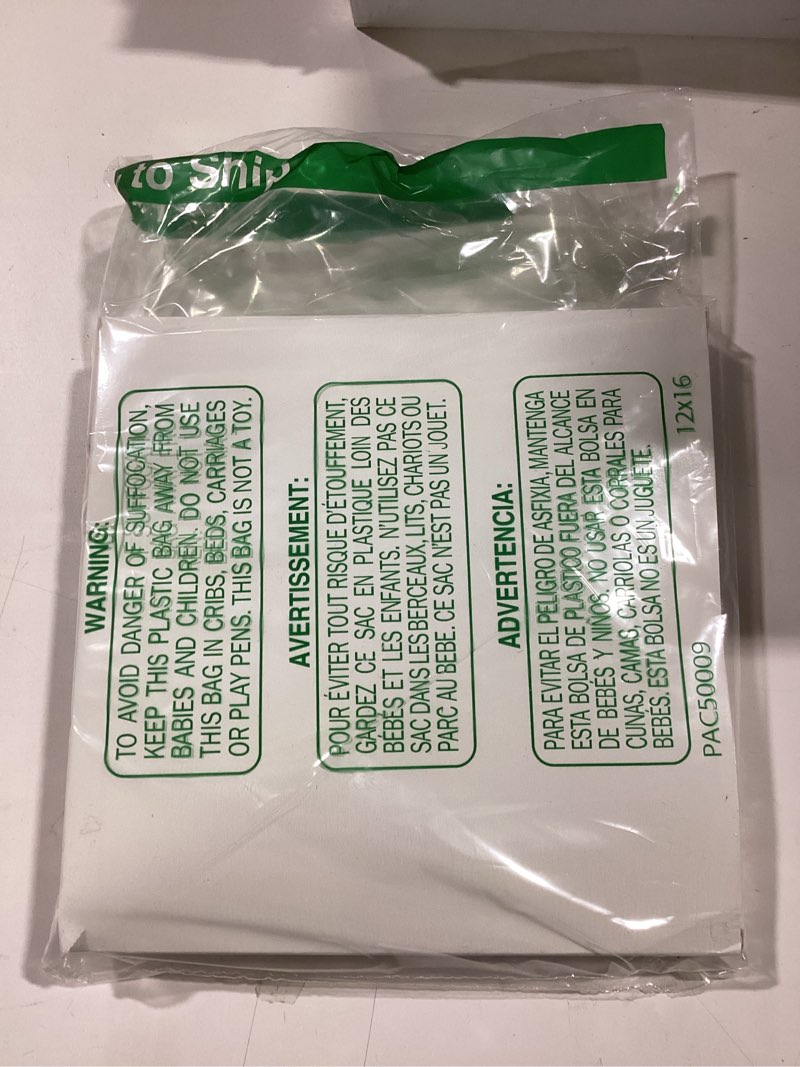 to Ship
WARNING:
TO AVOID DANGER OF SUFFOCATION,
KEEP THIS PLASTIC BAG AWAY FROM
BABIES AND CHILDREN. DO NOT USE
THIS BAG IN CRIBS, BEDS, CARRIAGES
OR PLAY PENS. THIS BAG IS NOT A TOY.
AVERTISSEMENT:
POUR ÉVITER TOUT RISQUE D'ÉTOUFFEMENT,
GARDEZ CE SAC EN PLASTIQUE LOIN DES
BÉBÉS ET LES ENFANTS. N'UTILISEZ PAS CE
SAC DANS LES BERCEAUX, LITS, CHARIOTS OU
PARC AU BEBE. CE SAC N'EST PAS UN JOUET.
ADVERTENCIA:
PARA EVITAR EL PELIGRO DE ASFIXIA, MANTENGA
ESTA BOLSA DE PLÁSTICO FUERA DEL ALCANCE
DE BEBÉS Y NIÑOS. NO USAR ESTA BOLSA EN
CUNAS, CAMAS, CARRIOLAS O CORRALES PARA
BEBÉS. ESTA BOLSA NO ES UN JUGUETE.
PAC50009 12x16